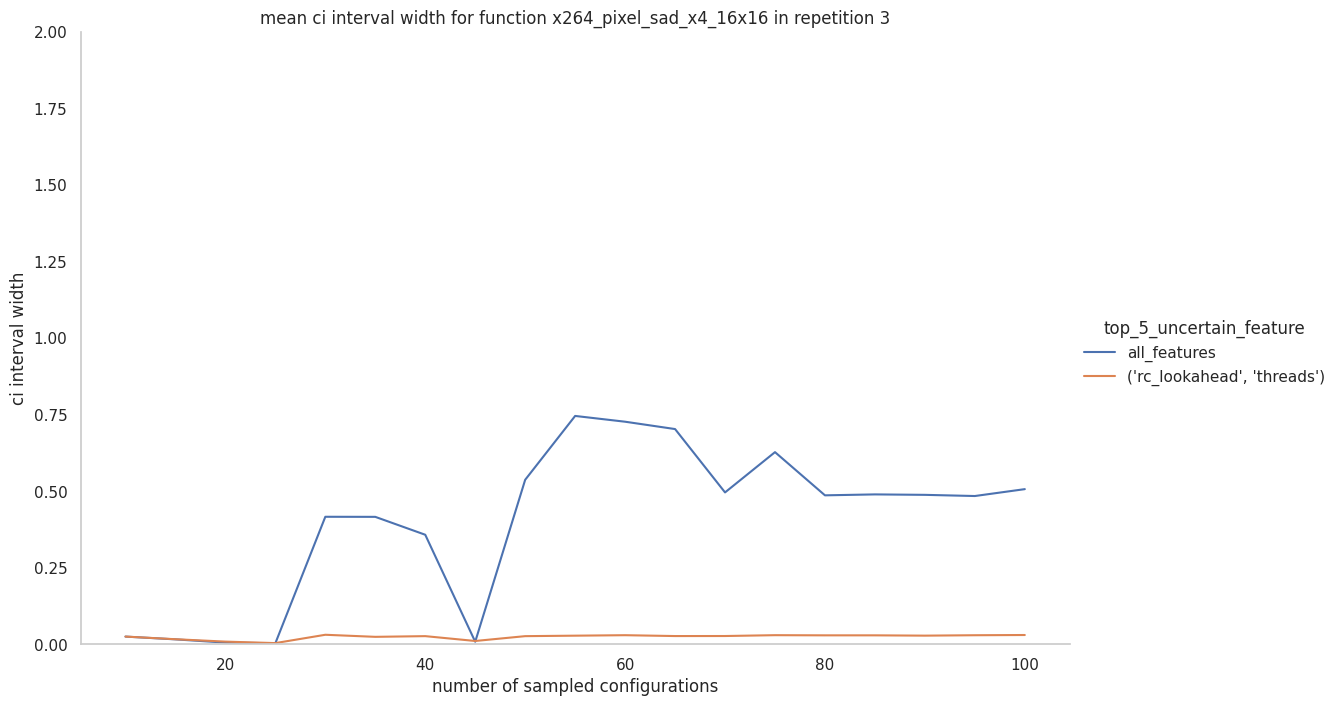 mean ci interval width for function x264_pixel_sad_x4_16x16 in repetition 3
2.00
1.75
1.50
1.25
1.00
0.75
0.50
0.25
0.00
ci interval width
20
40
60
80
100
number of sampled configurations
top_5_uncertain_feature
all_features
('rc_lookahead', 'threads')